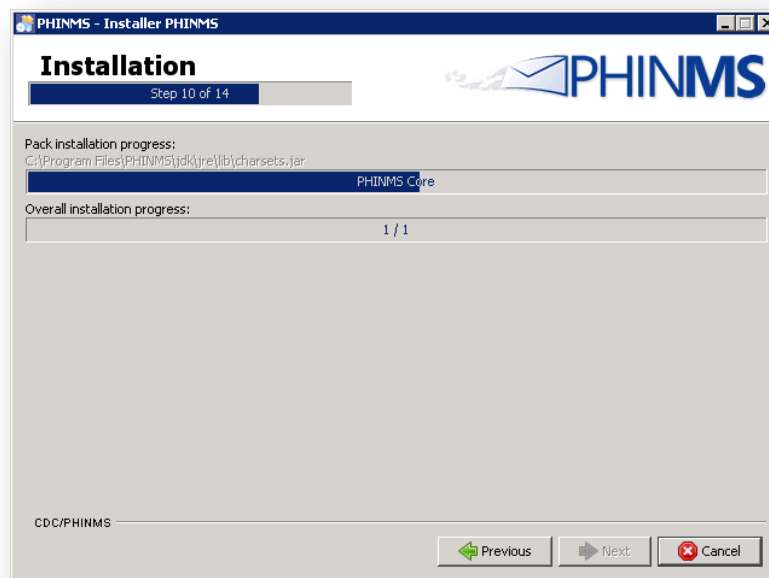 PHINMS - Installer PHINMS
Installation
Step 10 of 14
PHINMS
Pack installation progress:
C:\Program Files\PHINMS\jdk\jre\lib\charsets.jar
PHINMS Core
Overall installation progress:
1 / 1
CDC/PHINMS
Previous
Next
Cancel